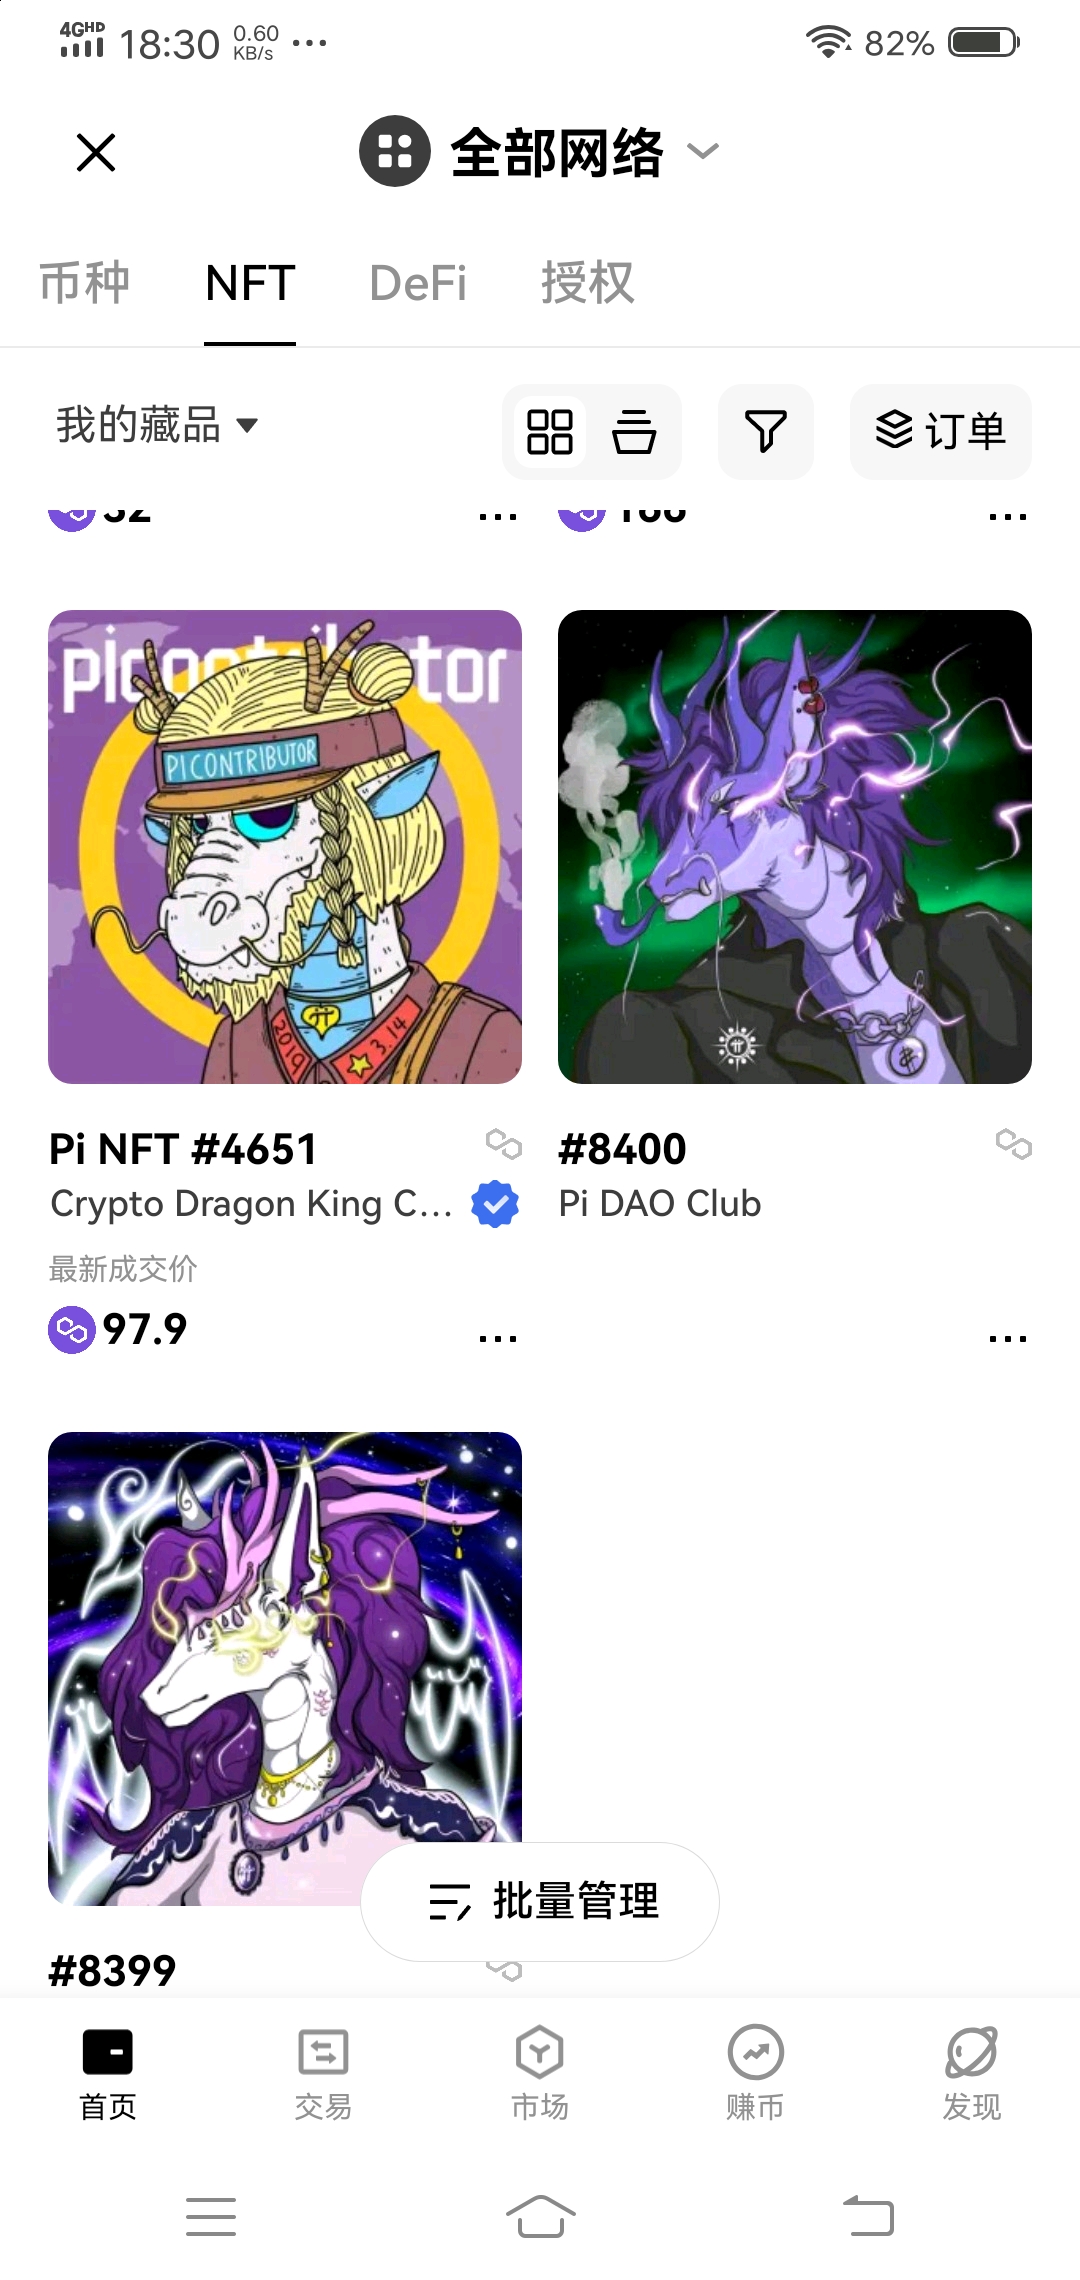 4GHD 18:30 0.60 KB/s ... 82%
全部网络
币种 NFT DeFi 授权
我的藏品 订单
picontributor
PICONTRIBUTOR
2019 3.14
Pi NFT #4651
#8400
Crypto Dragon King C...
Pi DAO Club
最新成交价
97.9
批量管理
#8399
首页 交易 市场 赚币 发现